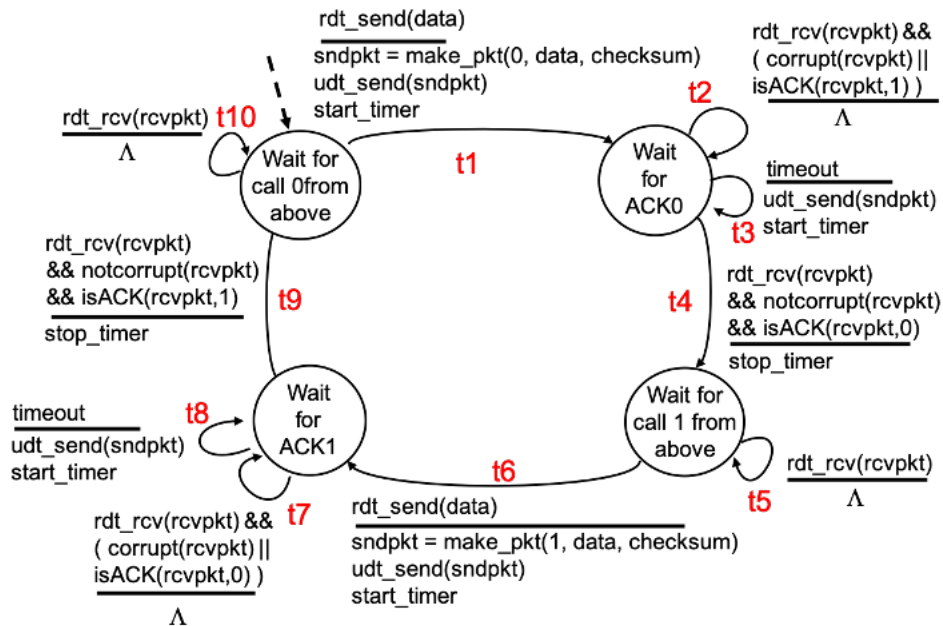 rdt_send(data)
sndpkt = make_pkt(0, data, checksum)
udt_send(sndpkt)
start_timer
rdt_rcv(rcvpkt) &&
( corrupt(rcvpkt) ||
isACK(rcvpkt,1) )
Λ
t2
rdt_rcv(rcvpkt)
Λ
t10
Wait for
call 0from
above
t1
Wait
for
ACK0
timeout
udt_send(sndpkt)
start_timer
t3
rdt_rcv(rcvpkt)
&& notcorrupt(rcvpkt)
&& isACK(rcvpkt,1)
stop_timer
t9
t4
rdt_rcv(rcvpkt)
&& notcorrupt(rcvpkt)
&& isACK(rcvpkt,0)
stop_timer
timeout
udt_send(sndpkt)
start_timer
t8
Wait
for
ACK1
Wait for
call 1 from
above
t6
t5
rdt_rcv(rcvpkt)
Λ
t7
rdt_rcv(rcvpkt) &&
( corrupt(rcvpkt) ||
isACK(rcvpkt,0) )
Λ
rdt_send(data)
sndpkt = make_pkt(1, data, checksum)
udt_send(sndpkt)
start_timer